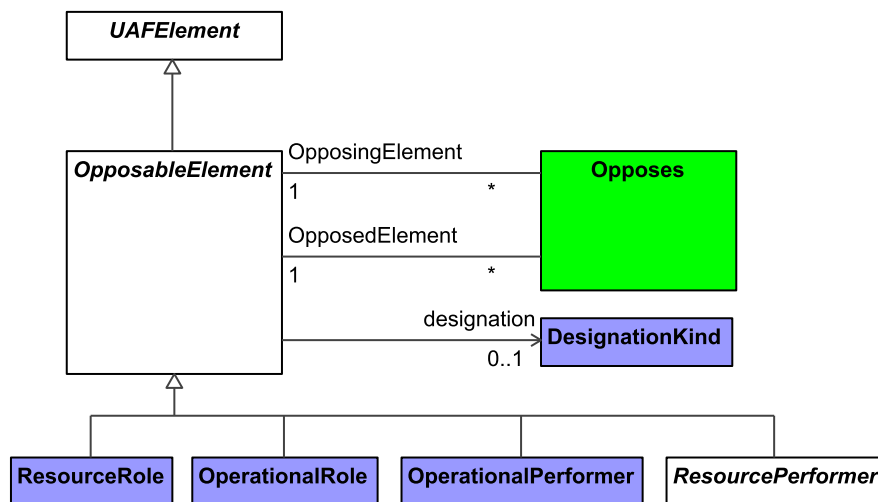 UAFElement
OpposableElement
OpposingElement
1
*
Opposes
OpposedElement
1
*
designation
0..1
DesignationKind
ResourceRole
OperationalRole
OperationalPerformer
ResourcePerformer